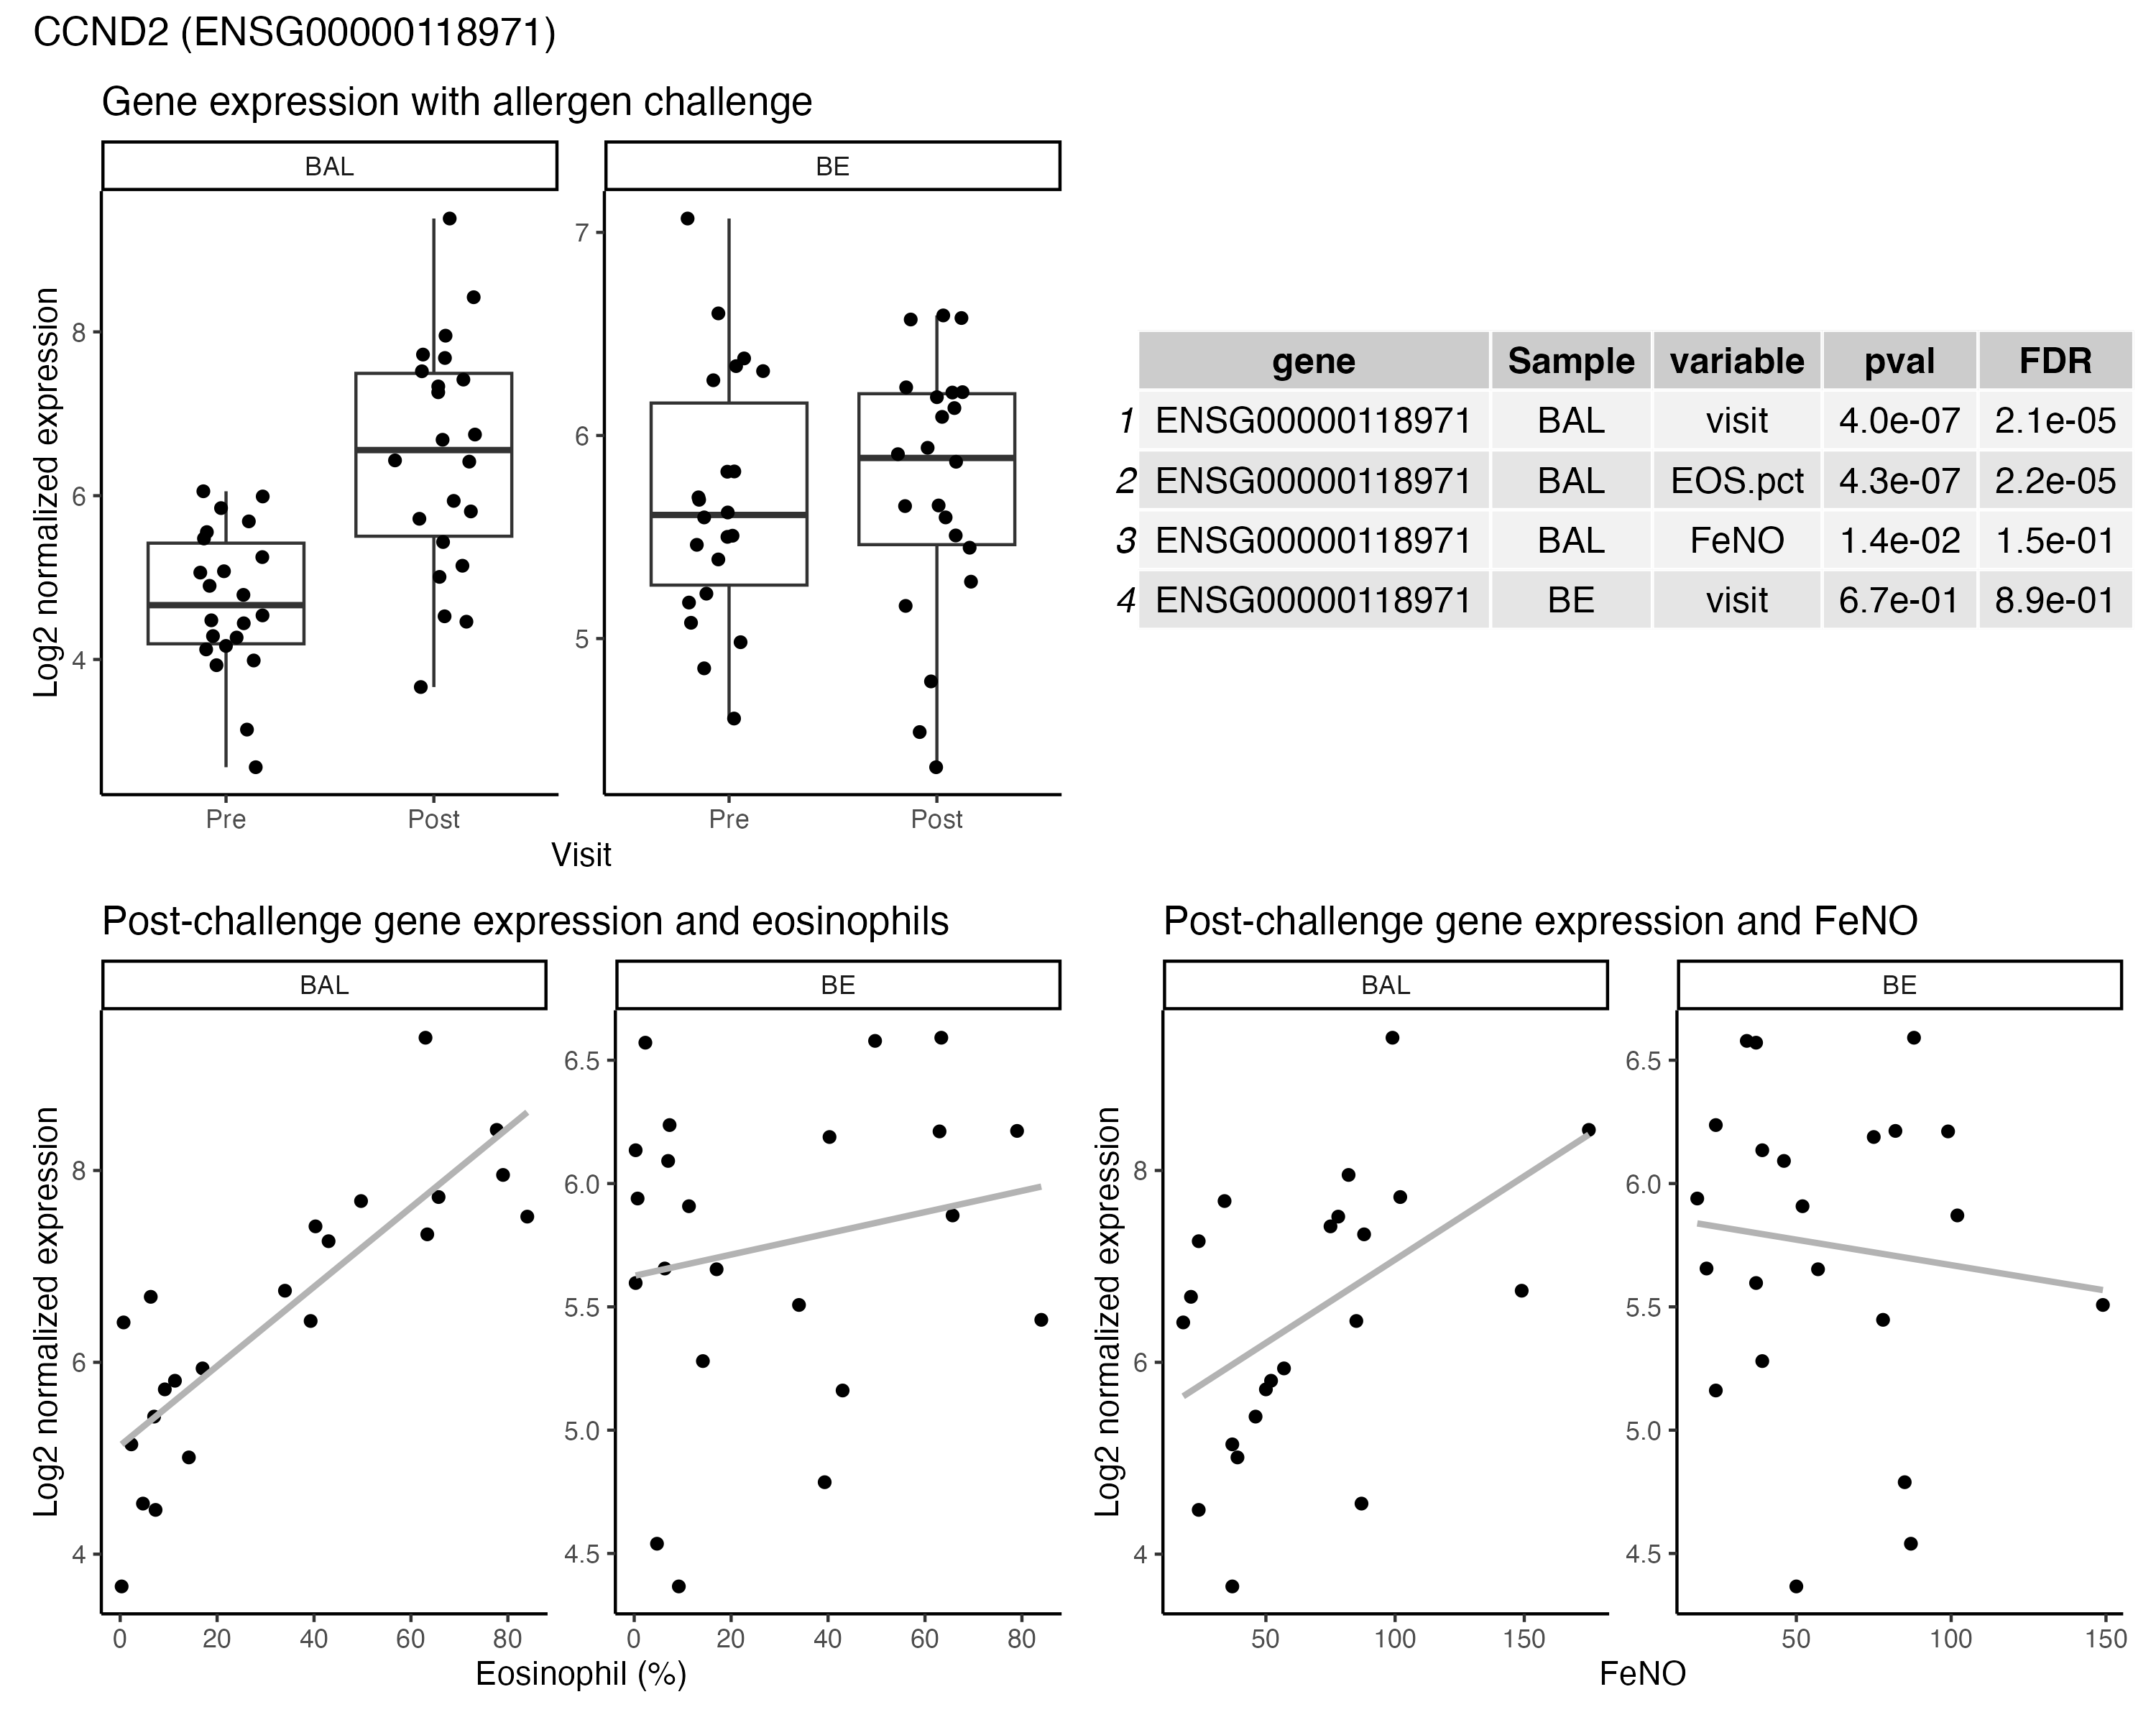 CCND2 (ENSG00000118971)
Gene expression with allergen challenge
BAL
BE
Log2 normalized expression
8
6
4
7
6
5
Pre
Post
Pre
Post
Visit
gene Sample variable pval FDR
1 ENSG00000118971 BAL visit 4.0e-07 2.1e-05
2 ENSG00000118971 BAL EOS.pct 4.3e-07 2.2e-05
3 ENSG00000118971 BAL FeNO 1.4e-02 1.5e-01
4 ENSG00000118971 BE visit 6.7e-01 8.9e-01
Post-challenge gene expression and eosinophils
BAL
BE
Log2 normalized expression
8
6
4
6.5
6.0
5.5
5.0
4.5
0 20 40 60 80
0 20 40 60 80
Eosinophil (%)
Post-challenge gene expression and FeNO
BAL
BE
Log2 normalized expression
8
6
4
6.5
6.0
5.5
5.0
4.5
50 100 150
50 100 150
FeNO